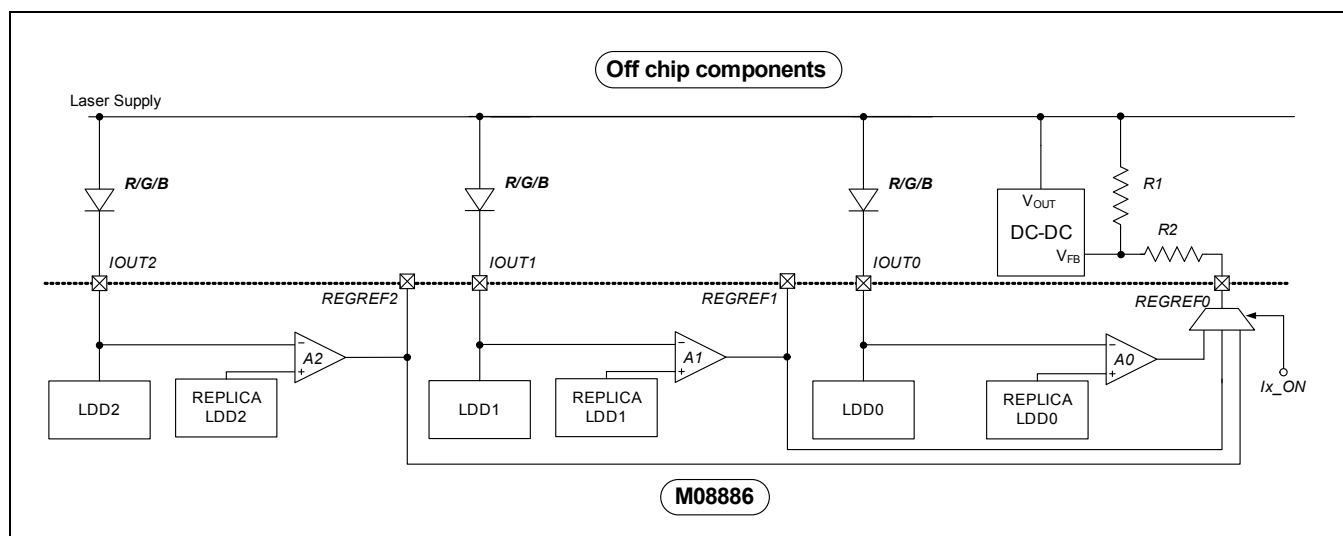 Off chip components
Laser Supply
R/G/B
R/G/B
R/G/B
R1
VOUT
DC-DC
VFB
R2
IOUT2
REGREF2
IOUT1
REGREF1
IOUT0
REGREF0
A2
A1
A0
LDD2
REPLICA
LDD2
LDD1
REPLICA
LDD1
LDD0
REPLICA
LDD0
Ix_ON
M08886